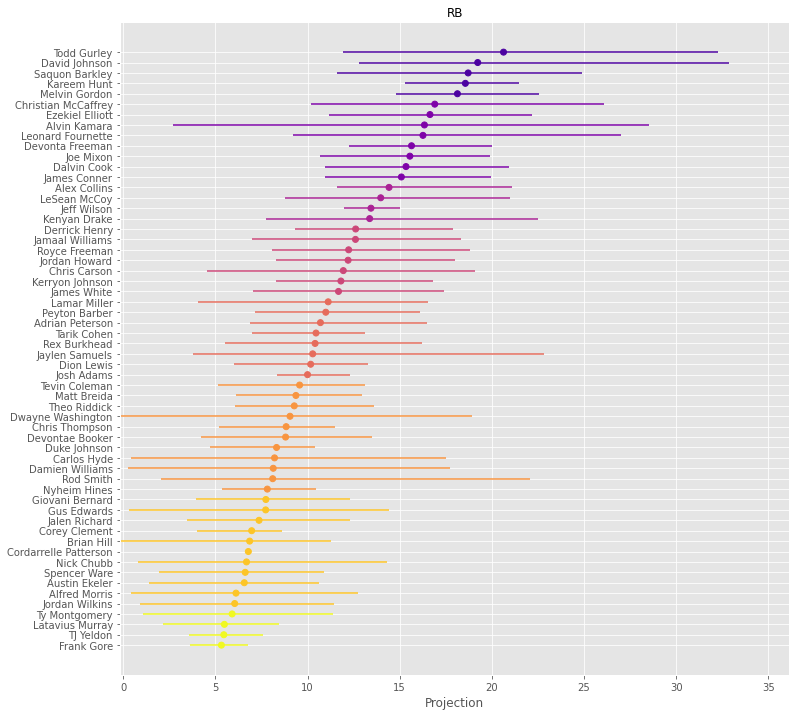 RB
Todd Gurley
David Johnson
Saquon Barkley
Kareem Hunt
Melvin Gordon
Christian McCaffrey
Ezekiel Elliott
Alvin Kamara
Leonard Fournette
Devonta Freeman
Joe Mixon
Dalvin Cook
James Conner
Alex Collins
LeSean McCoy
Jeff Wilson
Kenyan Drake
Derrick Henry
Jamaal Williams
Royce Freeman
Jordan Howard
Chris Carson
Kerryon Johnson
James White
Lamar Miller
Peyton Barber
Adrian Peterson
Tarik Cohen
Rex Burkhead
Jaylen Samuels
Dion Lewis
Josh Adams
Tevin Coleman
Matt Breida
Theo Riddick
Dwayne Washington
Chris Thompson
Devontae Booker
Duke Johnson
Carlos Hyde
Damien Williams
Rod Smith
Nyheim Hines
Giovani Bernard
Gus Edwards
Jalen Richard
Corey Clement
Brian Hill
Cordarrelle Patterson
Nick Chubb
Spencer Ware
Austin Ekeler
Alfred Morris
Jordan Wilkins
Ty Montgomery
Latavius Murray
TJ Yeldon
Frank Gore
0 5 10 15 20 25 30 35
Projection